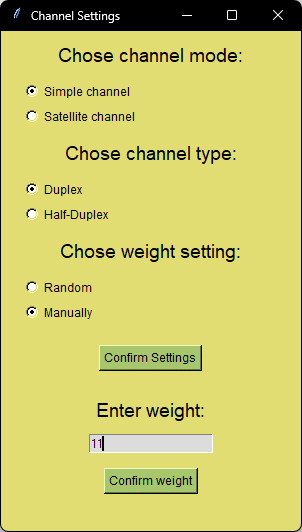 Channel Settings
Chose channel mode:
Simple channel
Satellite channel
Chose channel type:
Duplex
Half-Duplex
Chose weight setting:
Random
Manually
Confirm Settings
Enter weight:
11
Confirm weight